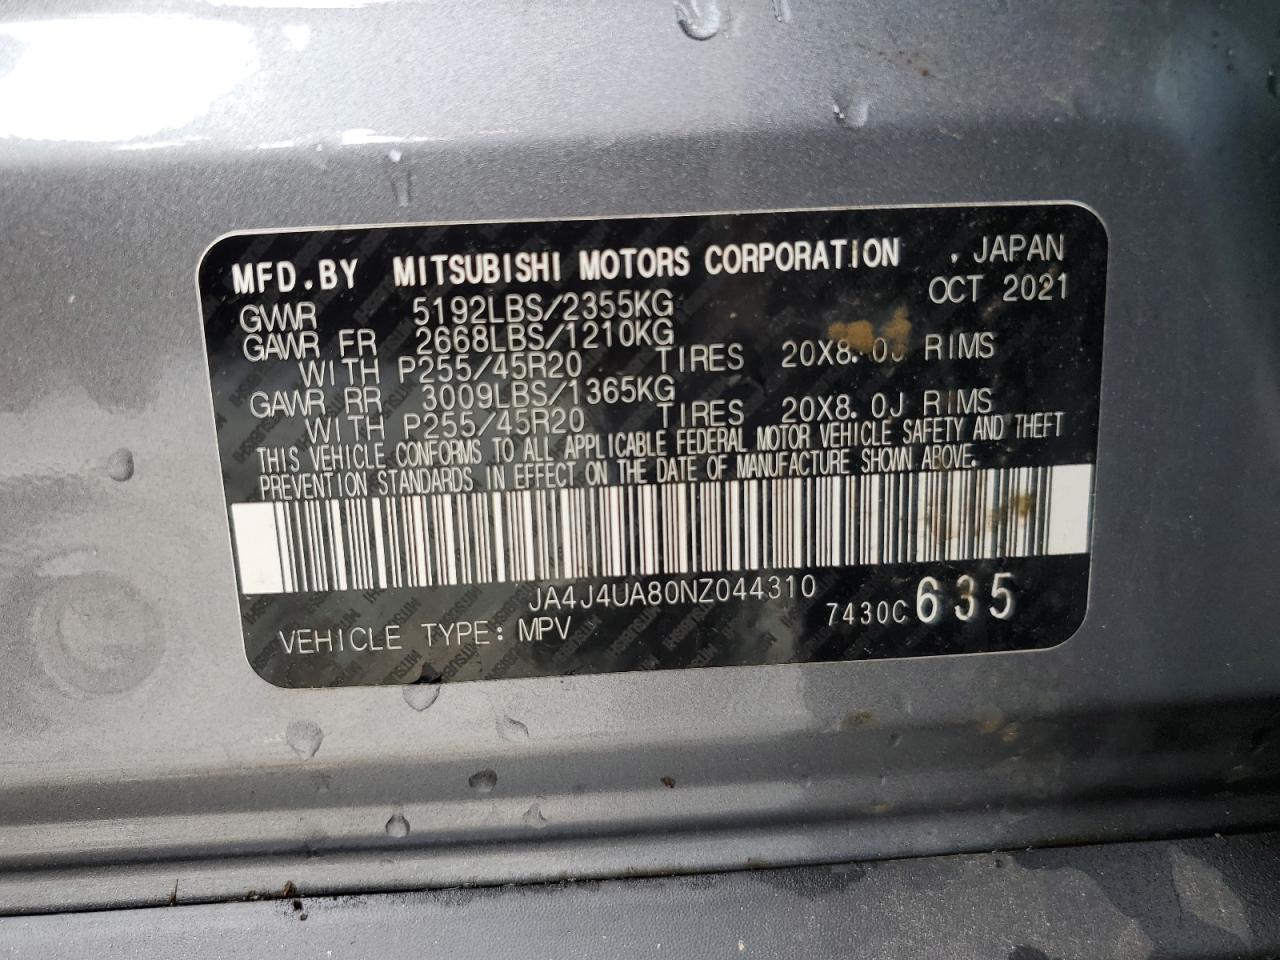 MFD.BY MITSUBISHI MOTORS CORPORATION , JAPAN
GVWR 5192LBS/2355KG OCT 2021
GAWR FR 2668LBS/1210KG
WITH P255/45R20 TIRES 20X8.0J RIMS
GAWR RR 3009LBS/1365KG
WITH P255/45R20 TIRES 20X8.0J RIMS
THIS VEHICLE CONFORMS TO ALL APPLICABLE FEDERAL MOTOR VEHICLE SAFETY AND THEFT
PREVENTION STANDARDS IN EFFECT ON THE DATE OF MANUFACTURE SHOWN ABOVE.
JA4J4UA80NZ044310
VEHICLE TYPE: MPV 7430C 635